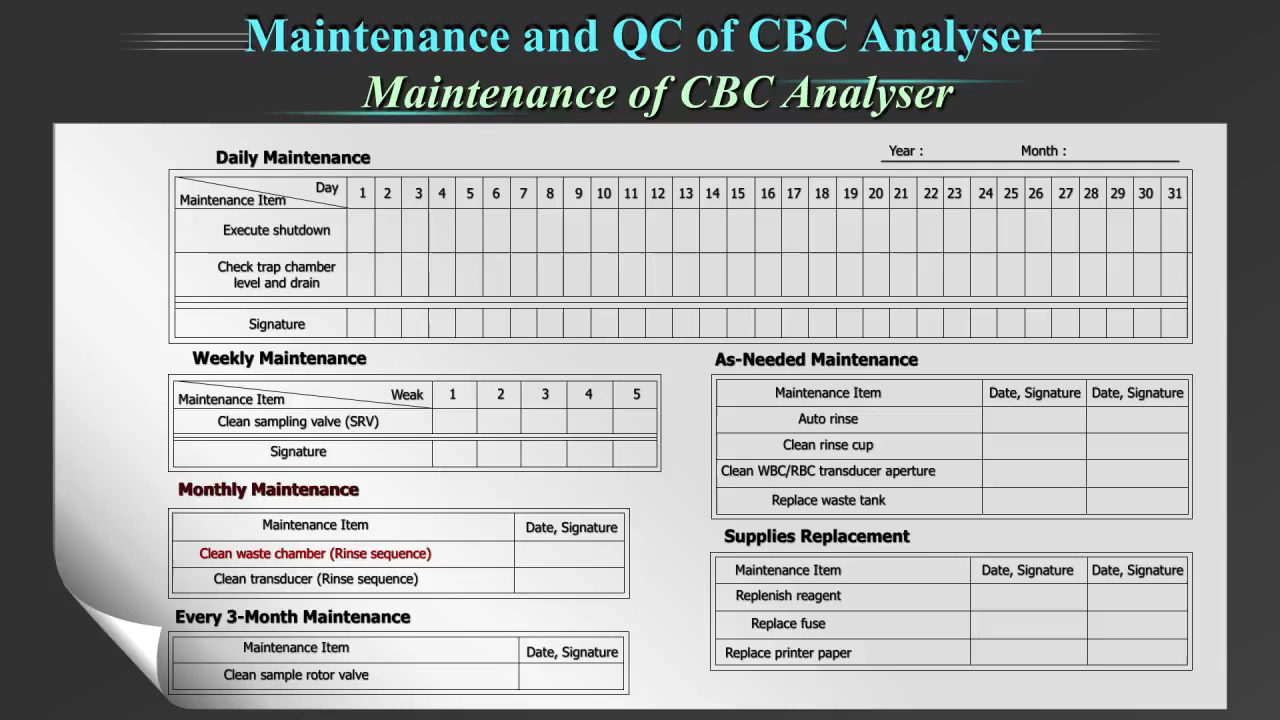 Maintenance and QC of CBC Analyser
Maintenance of CBC Analyser
Daily Maintenance
Year :
Month :
Day
Maintenance Item
1 2 3 4 5 6 7 8 9 10 11 12 13 14 15 16 17 18 19 20 21 22 23 24 25 26 27 28 29 30 31
Execute shutdown
Check trap chamber
level and drain
Signature
Weekly Maintenance
Weak
Maintenance Item
1 2 3 4 5
Clean sampling valve (SRV)
Signature
Monthly Maintenance
Maintenance Item Date, Signature
Clean waste chamber (Rinse sequence)
Clean transducer (Rinse sequence)
Every 3-Month Maintenance
Maintenance Item Date, Signature
Clean sample rotor valve
As-Needed Maintenance
Maintenance Item Date, Signature Date, Signature
Auto rinse
Clean rinse cup
Clean WBC/RBC transducer aperture
Replace waste tank
Supplies Replacement
Maintenance Item Date, Signature Date, Signature
Replenish reagent
Replace fuse
Replace printer paper